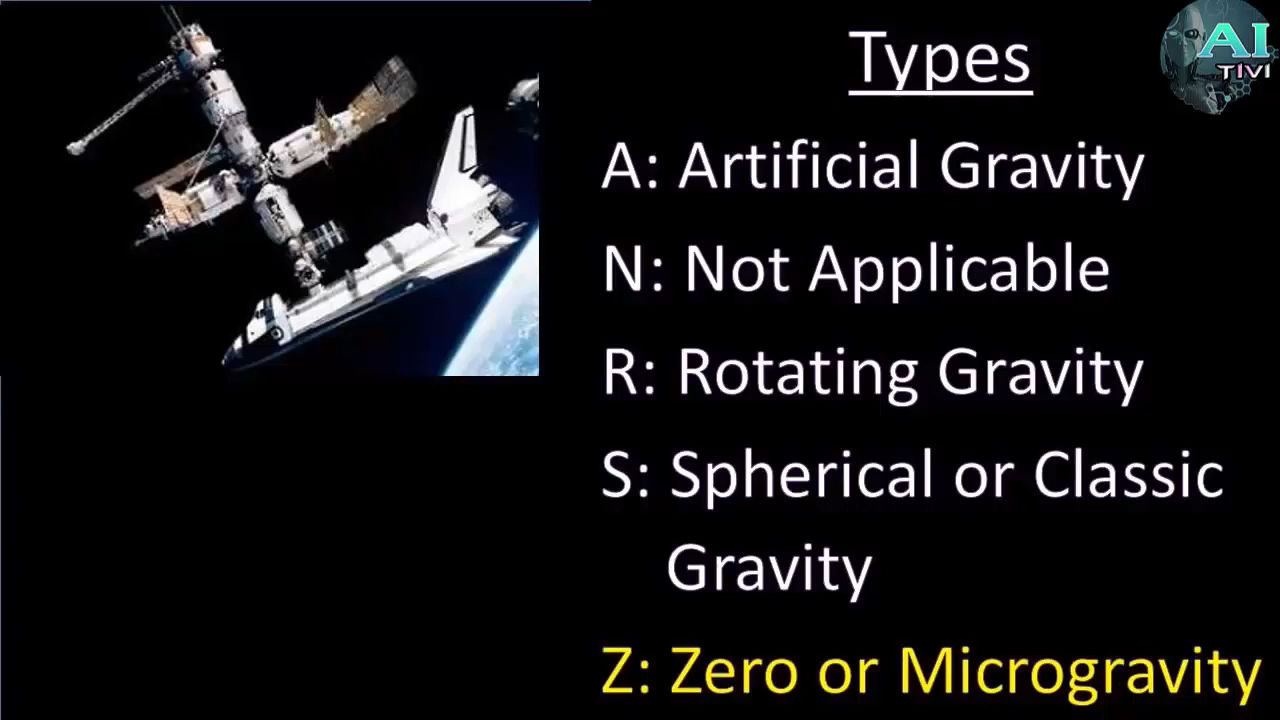 Types
A: Artificial Gravity
N: Not Applicable
R: Rotating Gravity
S: Spherical or Classic
Gravity
Z: Zero or Microgravity
AI
TIVI